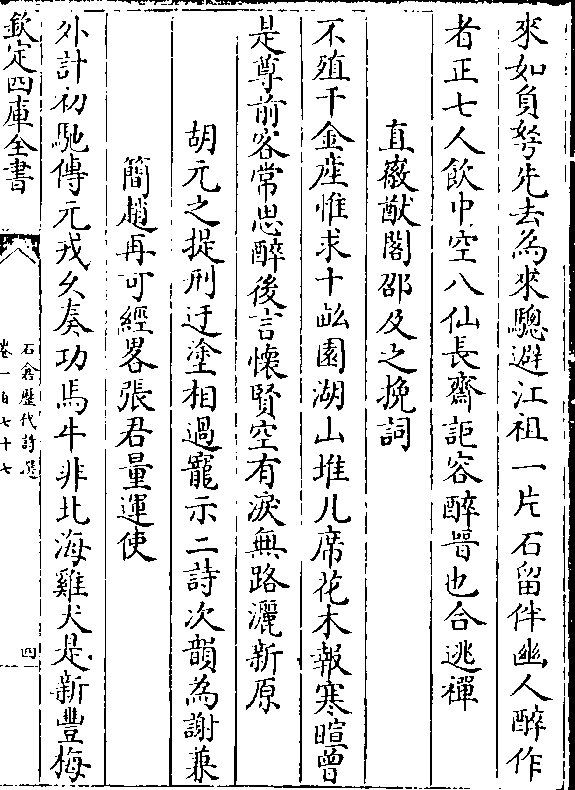 來如負弩先去為來驄避江祖一片石留伴幽人醉作
者正七人飲中空八仙長齋詎容醉晉也合逃禪
直徽猷閣邵及之挽詞
不殖千金産惟求十畝園湖山堆几席花木報寒暄曾
是尊前客常思醉後言懐賢空有淚無路灑新原
胡元之提刑迂塗相過寵示二詩次韻為謝兼
簡趙再可經畧張君量運使
外計初馳傳元戎久奏功馬牛非北海雞犬是新豐梅
欽定四庫全書
石倉歷代詩選
卷一百七十七
四